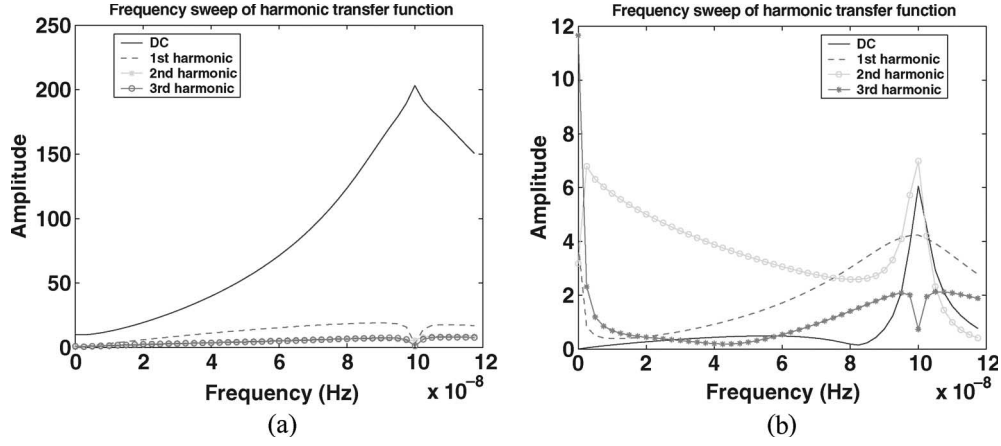 Frequency sweep of harmonic transfer function
250
200
150
100
50
0
0 2 4 6 8 10 12
x 10⁻⁸
Amplitude
Frequency (Hz)
DC
1st harmonic
2nd harmonic
3rd harmonic
(a)
Frequency sweep of harmonic transfer function
12
10
8
6
4
2
0
0 2 4 6 8 10 12
x 10⁻⁸
Amplitude
Frequency (Hz)
DC
1st harmonic
2nd harmonic
3rd harmonic
(b)